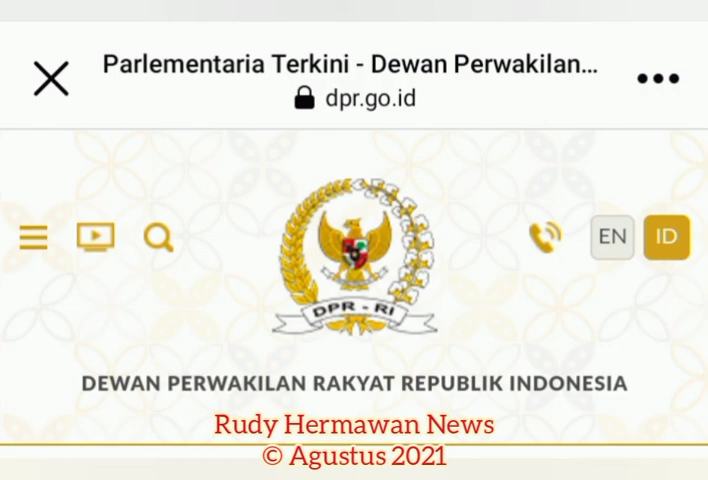 Parlementaria Terkini - Dewan Perwakilan...
dpr.go.id
EN
ID
DPR - RI
DEWAN PERWAKILAN RAKYAT REPUBLIK INDONESIA
Rudy Hermawan News
© Agustus 2021